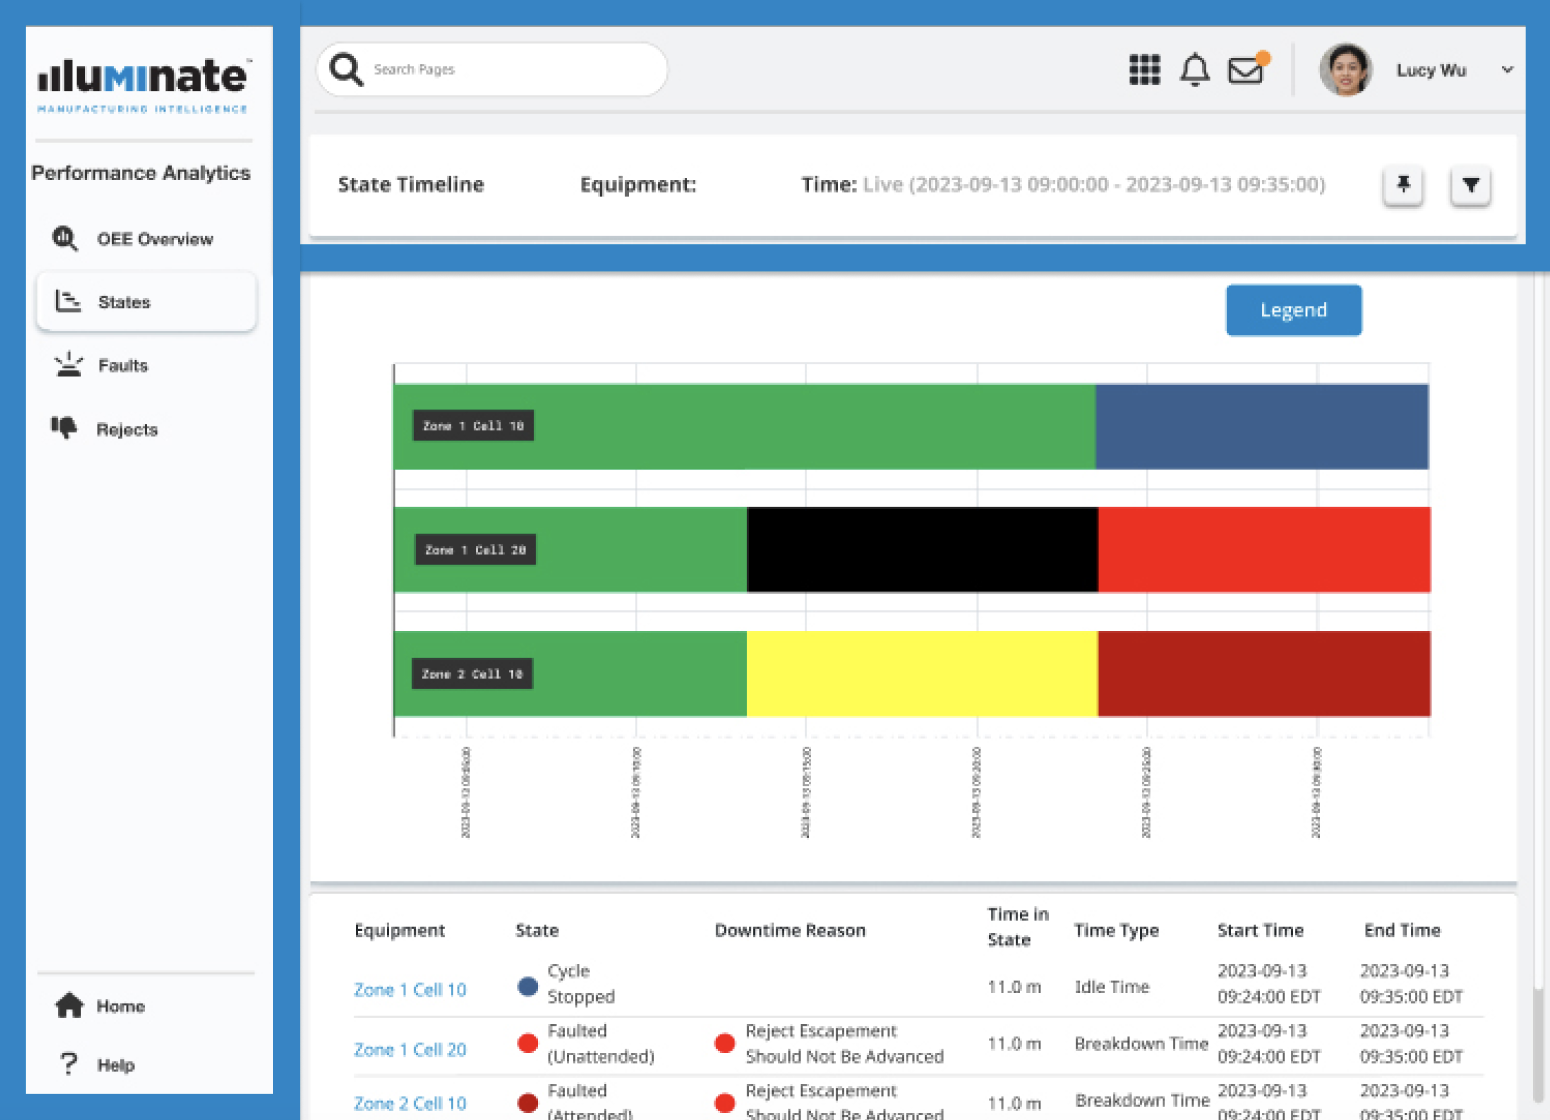 ılluMInate™
MANUFACTURING INTELLIGENCE
Performance Analytics
OEE Overview
States
Faults
Rejects
Home
Help
Search Pages
Lucy Wu
State Timeline
Equipment:
Time: Live (2023-09-13 09:00:00 - 2023-09-13 09:35:00)
Legend
Zone 1 Cell 10
Zone 1 Cell 20
Zone 2 Cell 10
2023-09-13 09:05:00
2023-09-13 09:10:00
2023-09-13 09:15:00
2023-09-13 09:20:00
2023-09-13 09:25:00
2023-09-13 09:30:00
Equipment
State
Downtime Reason
Time in
State
Time Type
Start Time
End Time
Zone 1 Cell 10
Cycle
Stopped
11.0 m
Idle Time
2023-09-13
09:24:00 EDT
2023-09-13
09:35:00 EDT
Zone 1 Cell 20
Faulted
(Unattended)
Reject Escapement
Should Not Be Advanced
11.0 m
Breakdown Time
2023-09-13
09:24:00 EDT
2023-09-13
09:35:00 EDT
Zone 2 Cell 10
Faulted
(Attended)
Reject Escapement
Should Not Be Advanced
11.0 m
Breakdown Time
2023-09-13
09:24:00 EDT
2023-09-13
09:35:00 EDT